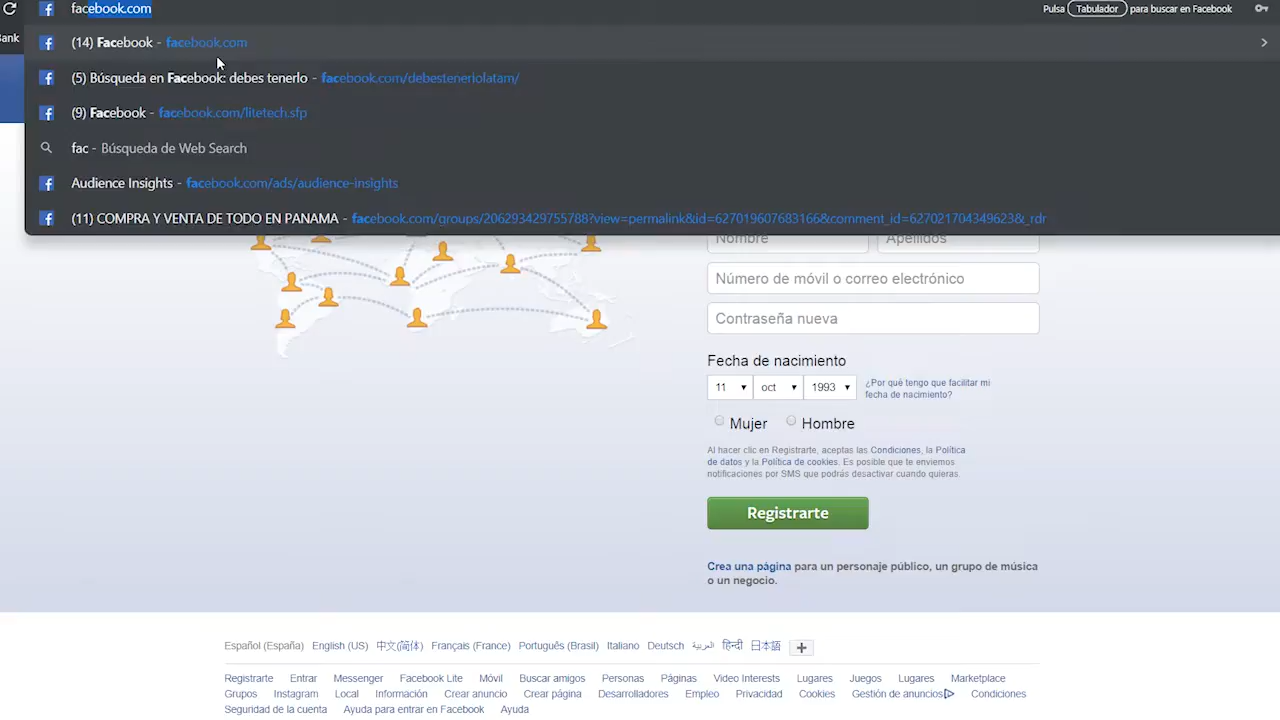 facebook.com
Pulsa Tabulador para buscar en Facebook
(14) Facebook - facebook.com
(5) Búsqueda en Facebook: debes tenerlo - facebook.com/debesteneriolatam/
(9) Facebook - facebook.com/litetech.sfp
fac - Búsqueda de Web Search
Audience Insights - facebook.com/ads/audience-insights
(11) COMPRA Y VENTA DE TODO EN PANAMA - facebook.com/groups/206293429755788?view=permalink&id=627019607683166&comment_id=627021704349623&_rdr
Nombre Apellidos
Número de móvil o correo electrónico
Contraseña nueva
Fecha de nacimiento
11 oct 1993 ¿Por qué tengo que facilitar mi
fecha de nacimiento?
Mujer Hombre
Al hacer clic en Registrarte, aceptas las Condiciones, la Política
de datos y la Política de cookies. Es posible que te enviemos
notificaciones por SMS que podrás desactivar cuando quieras.
Registrarte
Crea una página para un personaje público, un grupo de música
o un negocio.
Español (España) English (US) 中文(简体) Français (France) Português (Brasil) Italiano Deutsch العربية हिन्दी 日本語
Registrarte Entrar Messenger Facebook Lite Móvil Buscar amigos Personas Páginas Video Interests Lugares Juegos Lugares Marketplace
Grupos Instagram Local Información Crear anuncio Crear página Desarrolladores Empleo Privacidad Cookies Gestión de anuncios Condiciones
Seguridad de la cuenta Ayuda para entrar en Facebook Ayuda